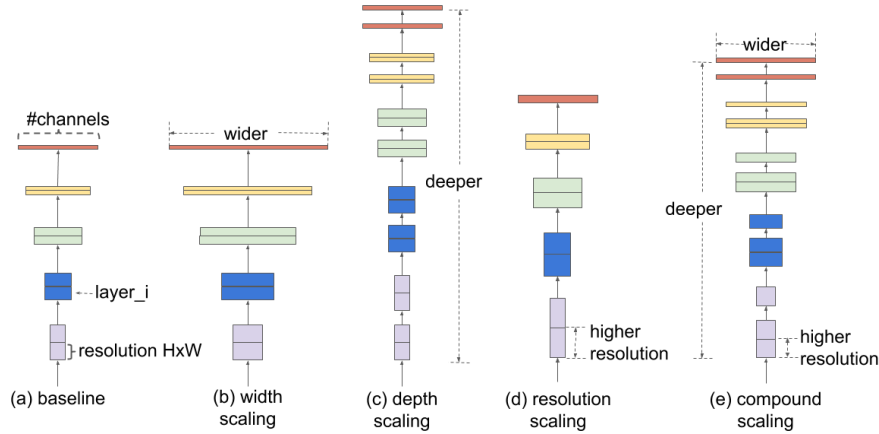 #channels
layer_i
resolution HxW
(a) baseline
wider
(b) width
scaling
deeper
(c) depth
scaling
higher
resolution
(d) resolution
scaling
wider
deeper
higher
resolution
(e) compound
scaling